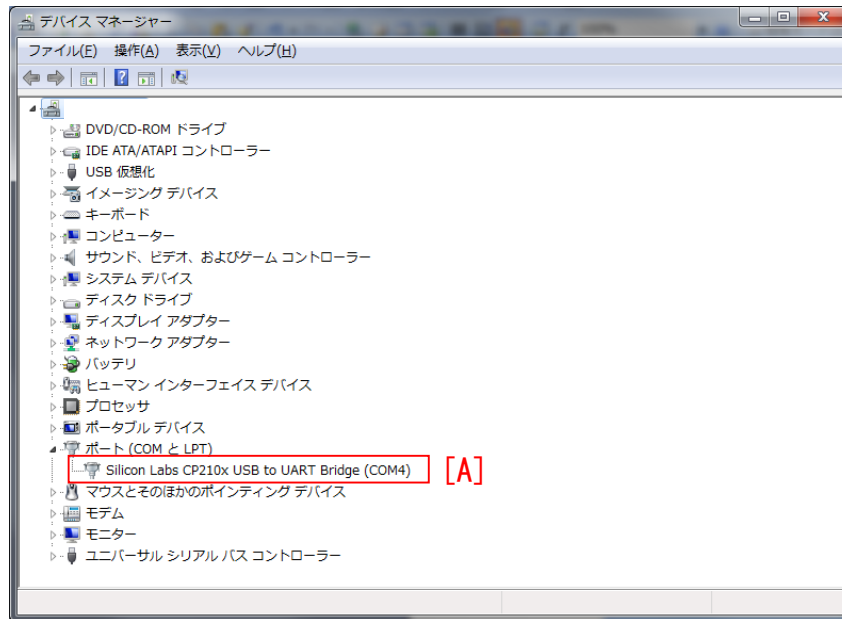 デバイス マネージャー
ファイル(F) 操作(A) 表示(V) ヘルプ(H)
DVD/CD-ROM ドライブ
IDE ATA/ATAPI コントローラー
USB 仮想化
イメージング デバイス
キーボード
コンピューター
サウンド、ビデオ、およびゲーム コントローラー
システム デバイス
ディスク ドライブ
ディスプレイ アダプター
ネットワーク アダプター
バッテリ
ヒューマン インターフェイス デバイス
プロセッサ
ポータブル デバイス
ポート (COM と LPT)
Silicon Labs CP210x USB to UART Bridge (COM4) [A]
マウスとそのほかのポインティング デバイス
モデム
モニター
ユニバーサル シリアル バス コントローラー